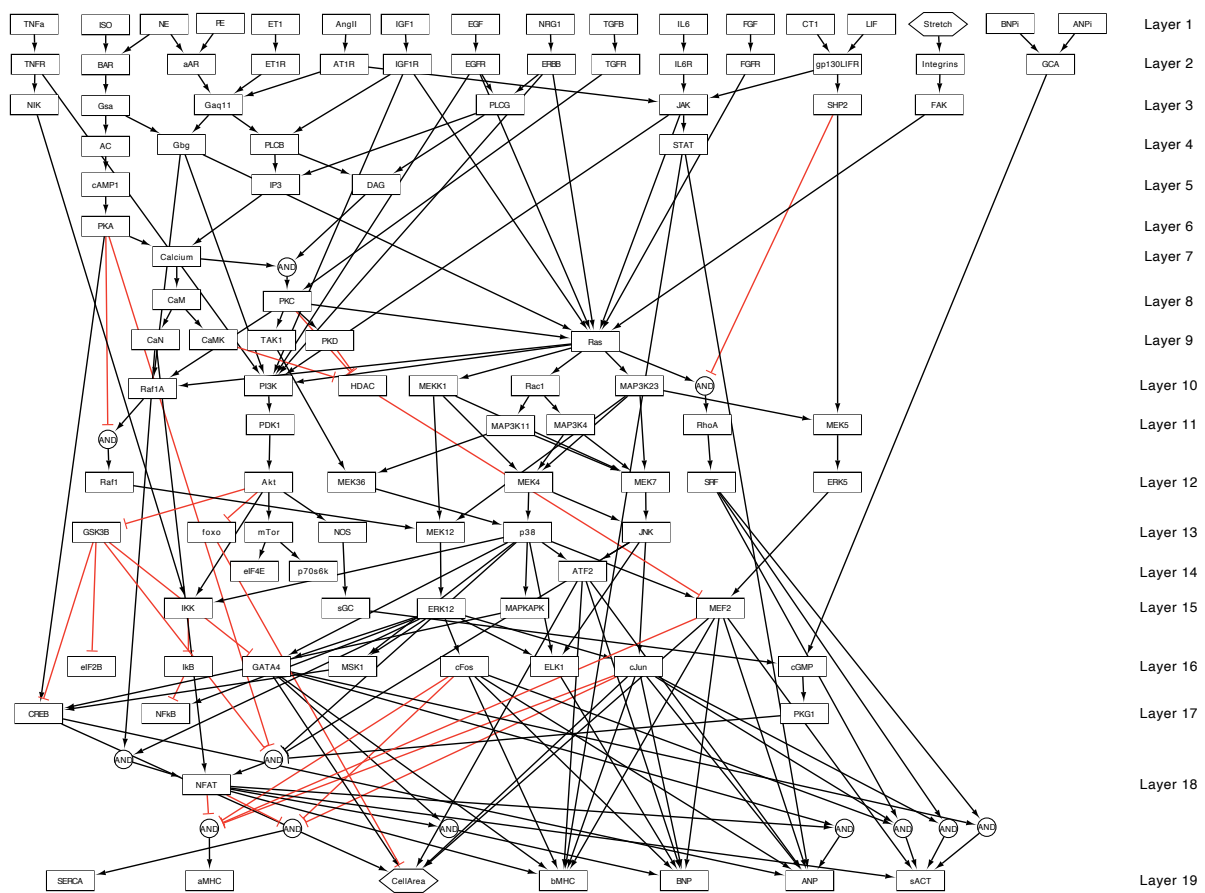 TNFa ISO NE PE ET1 AngII IGF1 EGF NRG1 TGFB IL6 FGF CT1 LIF Stretch BNPi ANPi Layer 1
TNFR BAR aAR ET1R AT1R IGF1R EGFR ERBB TGFR IL6R FGFR gp130LIFR Integrins GCA Layer 2
NIK Gsa Gaq11 PLCG JAK SHP2 FAK Layer 3
AC Gbg PLCB STAT Layer 4
cAMP1 IP3 DAG Layer 5
PKA Layer 6
Calcium AND Layer 7
CaM PKC Layer 8
CaN CaMK TAK1 PKD Ras Layer 9
Raf1A PI3K HDAC MEKK1 Rac1 MAP3K23 AND Layer 10
AND PDK1 MAP3K11 MAP3K4 RhoA MEK5 Layer 11
Raf1 Akt MEK36 MEK4 MEK7 SRF ERK5 Layer 12
GSK3B foxo mTor NOS MEK12 p38 JNK Layer 13
eIF4E p70s6k ATF2 Layer 14
IKK sGC ERK12 MAPKAPK MEF2 Layer 15
eIF2B IkB GATA4 MSK1 cFos ELK1 cJun cGMP Layer 16
CREB NFkB PKG1 Layer 17
AND AND
NFAT Layer 18
AND AND AND AND AND AND AND
SERCA aMHC CellArea bMHC BNP ANP sACT Layer 19